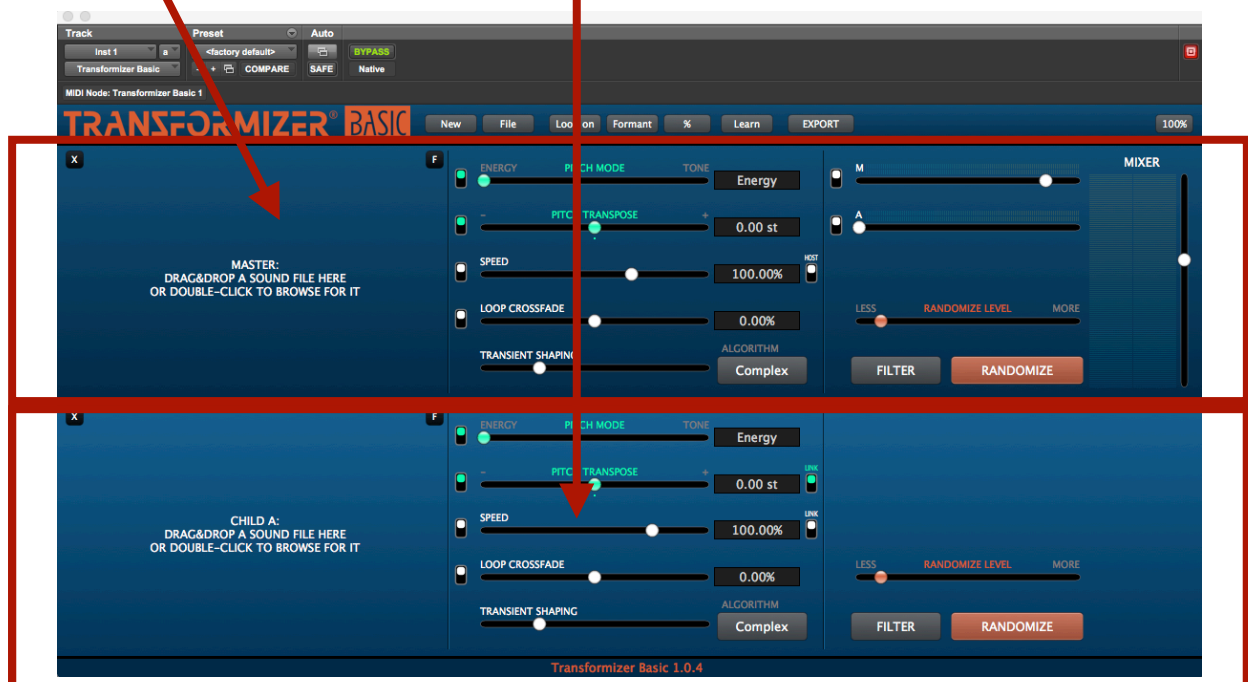 Track Preset Auto
Inst 1 a <factory default> BYPASS
Transformizer Basic - + COMPARE SAFE Native
MIDI Node: Transformizer Basic 1
TRANSFORMIZER® BASIC New File Formant % Learn EXPORT 100%
X F ENERGY PITCH MODE TONE Energy M MIXER
- PITCH TRANSPOSE + 0.00 st A
MASTER:
DRAG&DROP A SOUND FILE HERE
OR DOUBLE-CLICK TO BROWSE FOR IT
SPEED 100.00% HOST
LOOP CROSSFADE 0.00% LESS RANDOMIZE LEVEL MORE
TRANSIENT SHAPING ALGORITHM Complex FILTER RANDOMIZE
X F ENERGY PITCH MODE TONE Energy
- PITCH TRANSPOSE + 0.00 st LINK
CHILD A:
DRAG&DROP A SOUND FILE HERE
OR DOUBLE-CLICK TO BROWSE FOR IT
SPEED 100.00% LINK
LOOP CROSSFADE 0.00% LESS RANDOMIZE LEVEL MORE
TRANSIENT SHAPING ALGORITHM Complex FILTER RANDOMIZE
Transformizer Basic 1.0.4